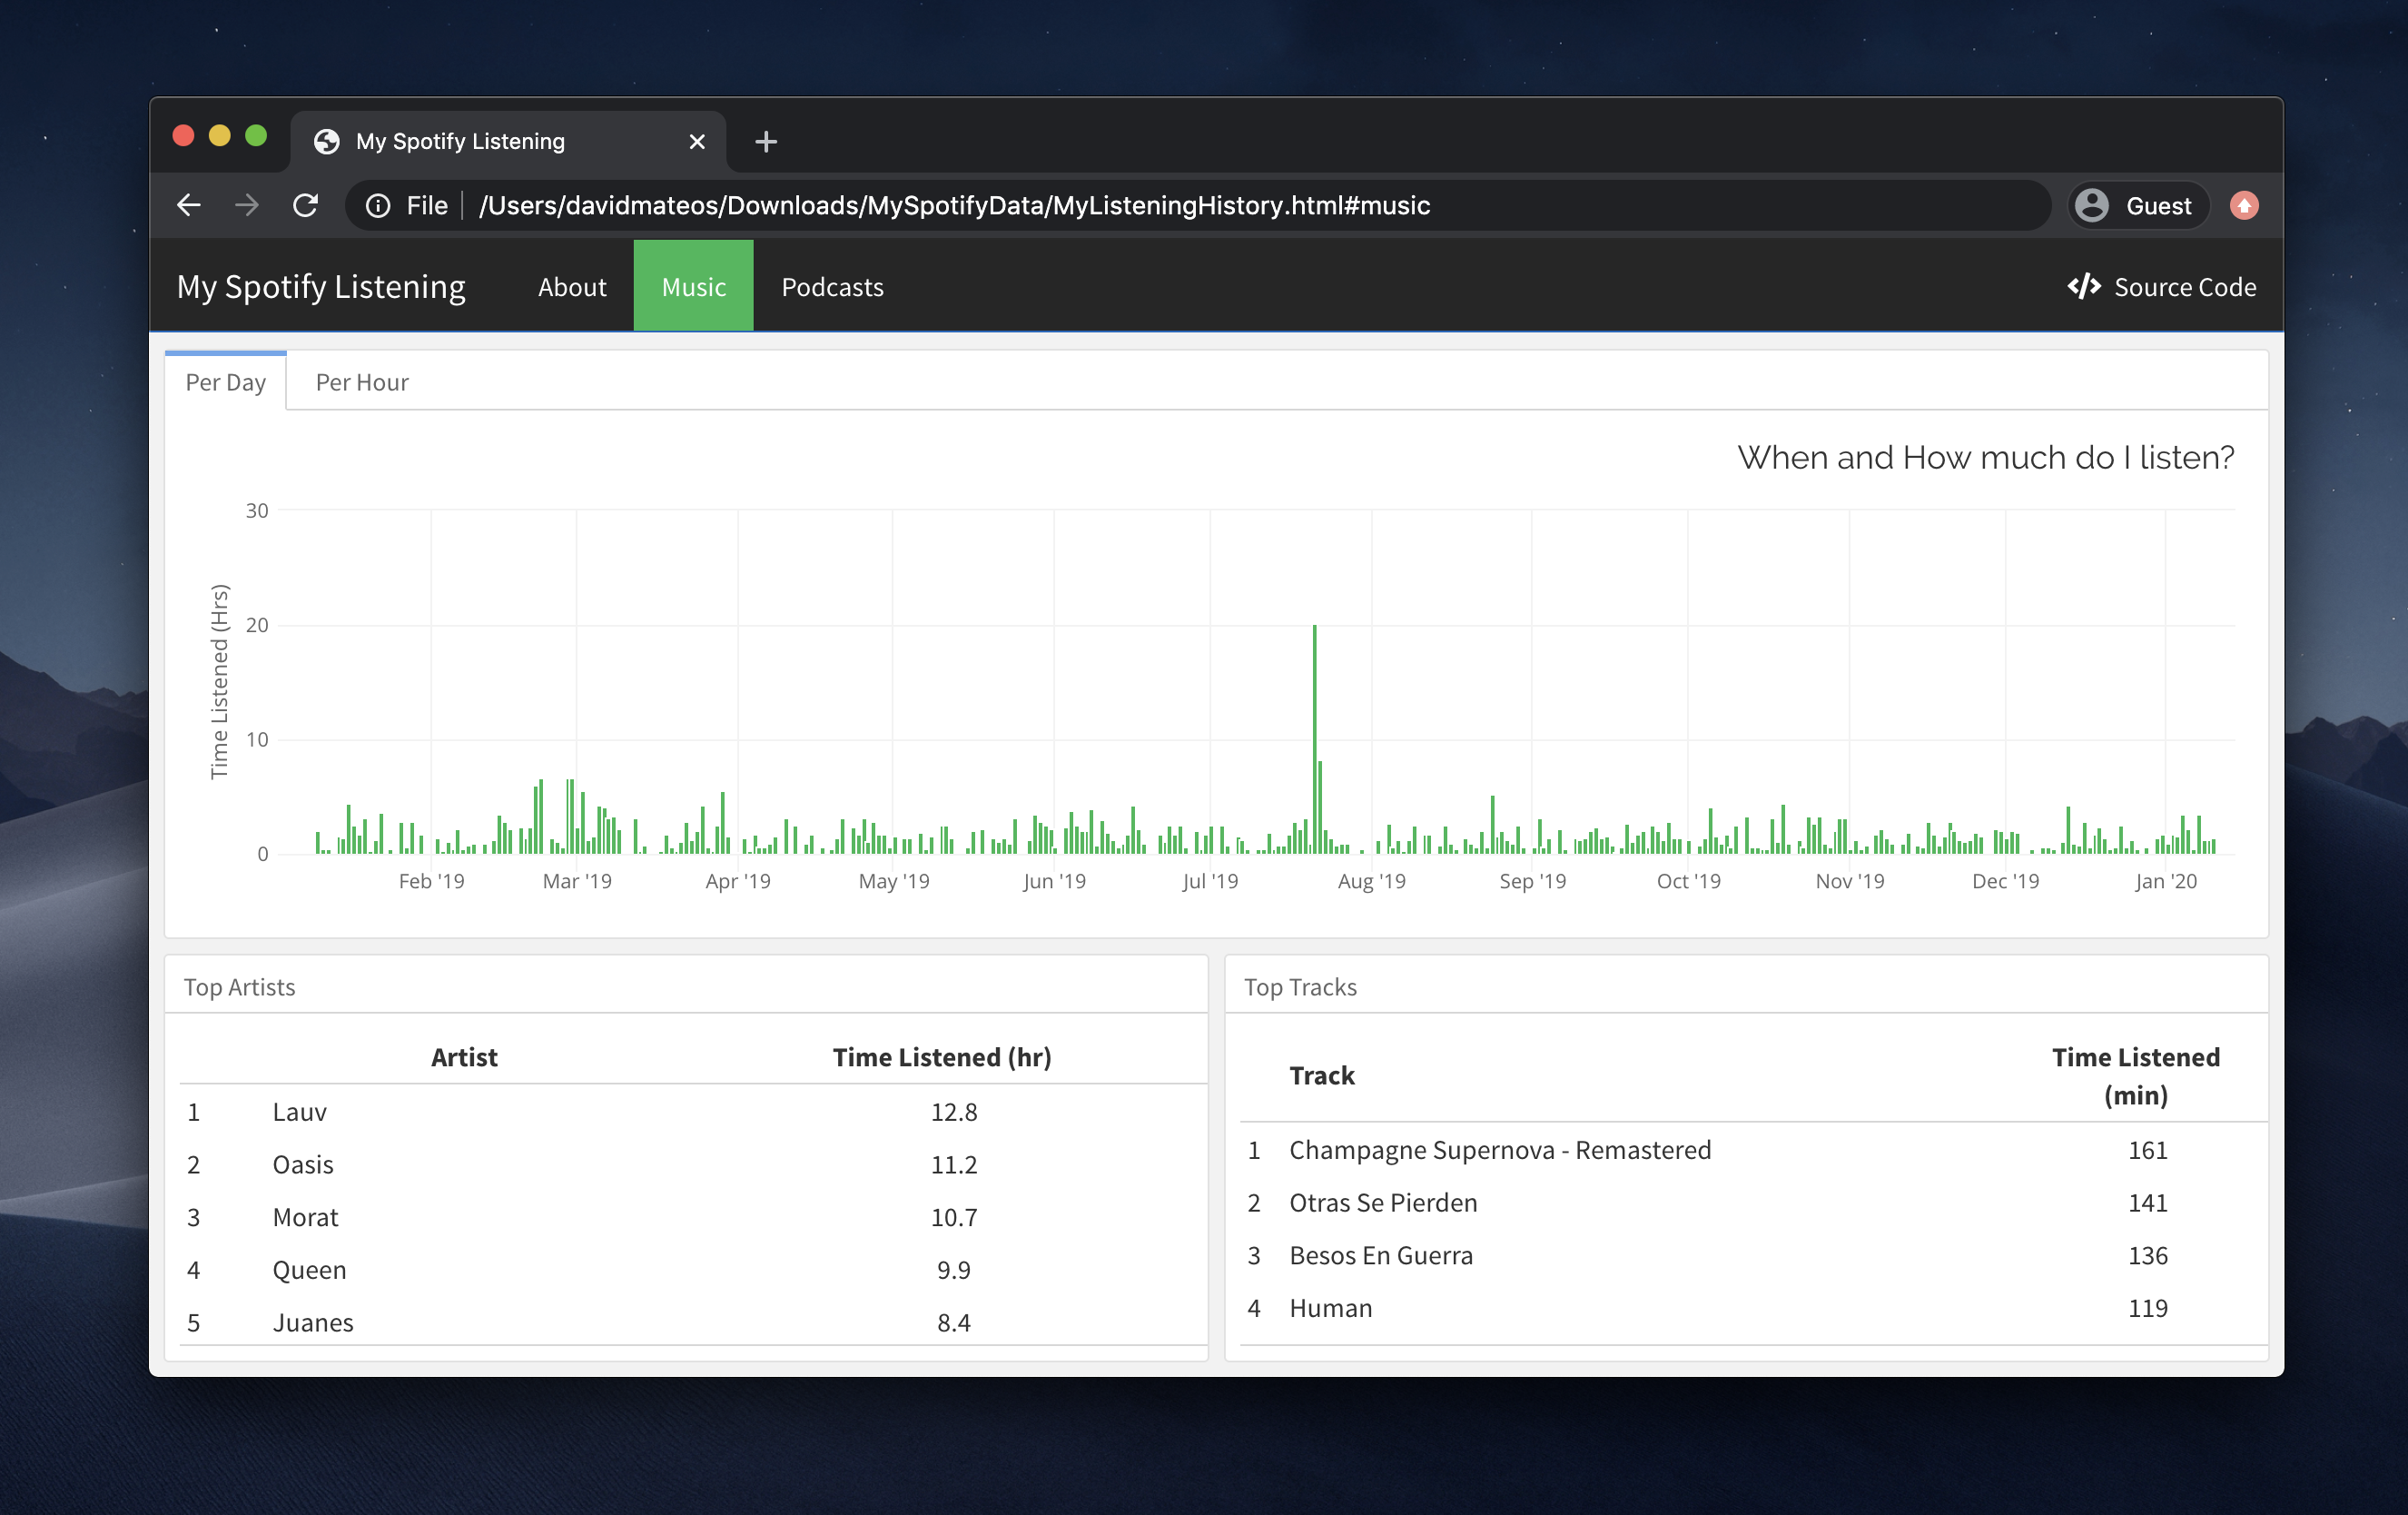 My Spotify Listening
File /Users/davidmateos/Downloads/MySpotifyData/MyListeningHistory.html#music Guest
My Spotify Listening About Music Podcasts </> Source Code
Per Day Per Hour
When and How much do I listen?
Time Listened (Hrs)
30
20
10
0
Feb '19 Mar '19 Apr '19 May '19 Jun '19 Jul '19 Aug '19 Sep '19 Oct '19 Nov '19 Dec '19 Jan '20
Top Artists
Artist Time Listened (hr)
1 Lauv 12.8
2 Oasis 11.2
3 Morat 10.7
4 Queen 9.9
5 Juanes 8.4
Top Tracks
Track Time Listened
(min)
1 Champagne Supernova - Remastered 161
2 Otras Se Pierden 141
3 Besos En Guerra 136
4 Human 119